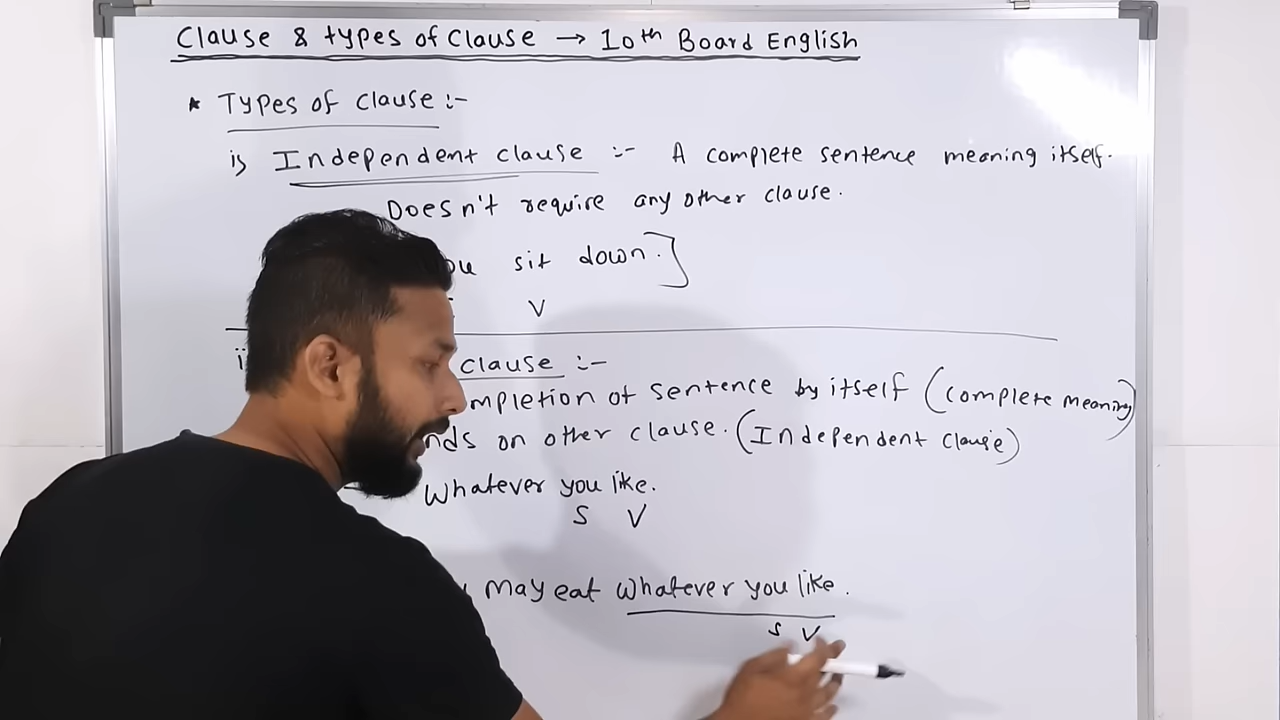 Clause & types of Clause → 10th Board English
* Types of Clause :-
i) Independent clause :- A complete sentence meaning itself.
Doesn't require any other clause.
sit down.]
V
clause :-
of sentence by itself (complete meaning)
on other clause. (Independent clause)
Whatever you like.
S V
may eat whatever you like.
S V